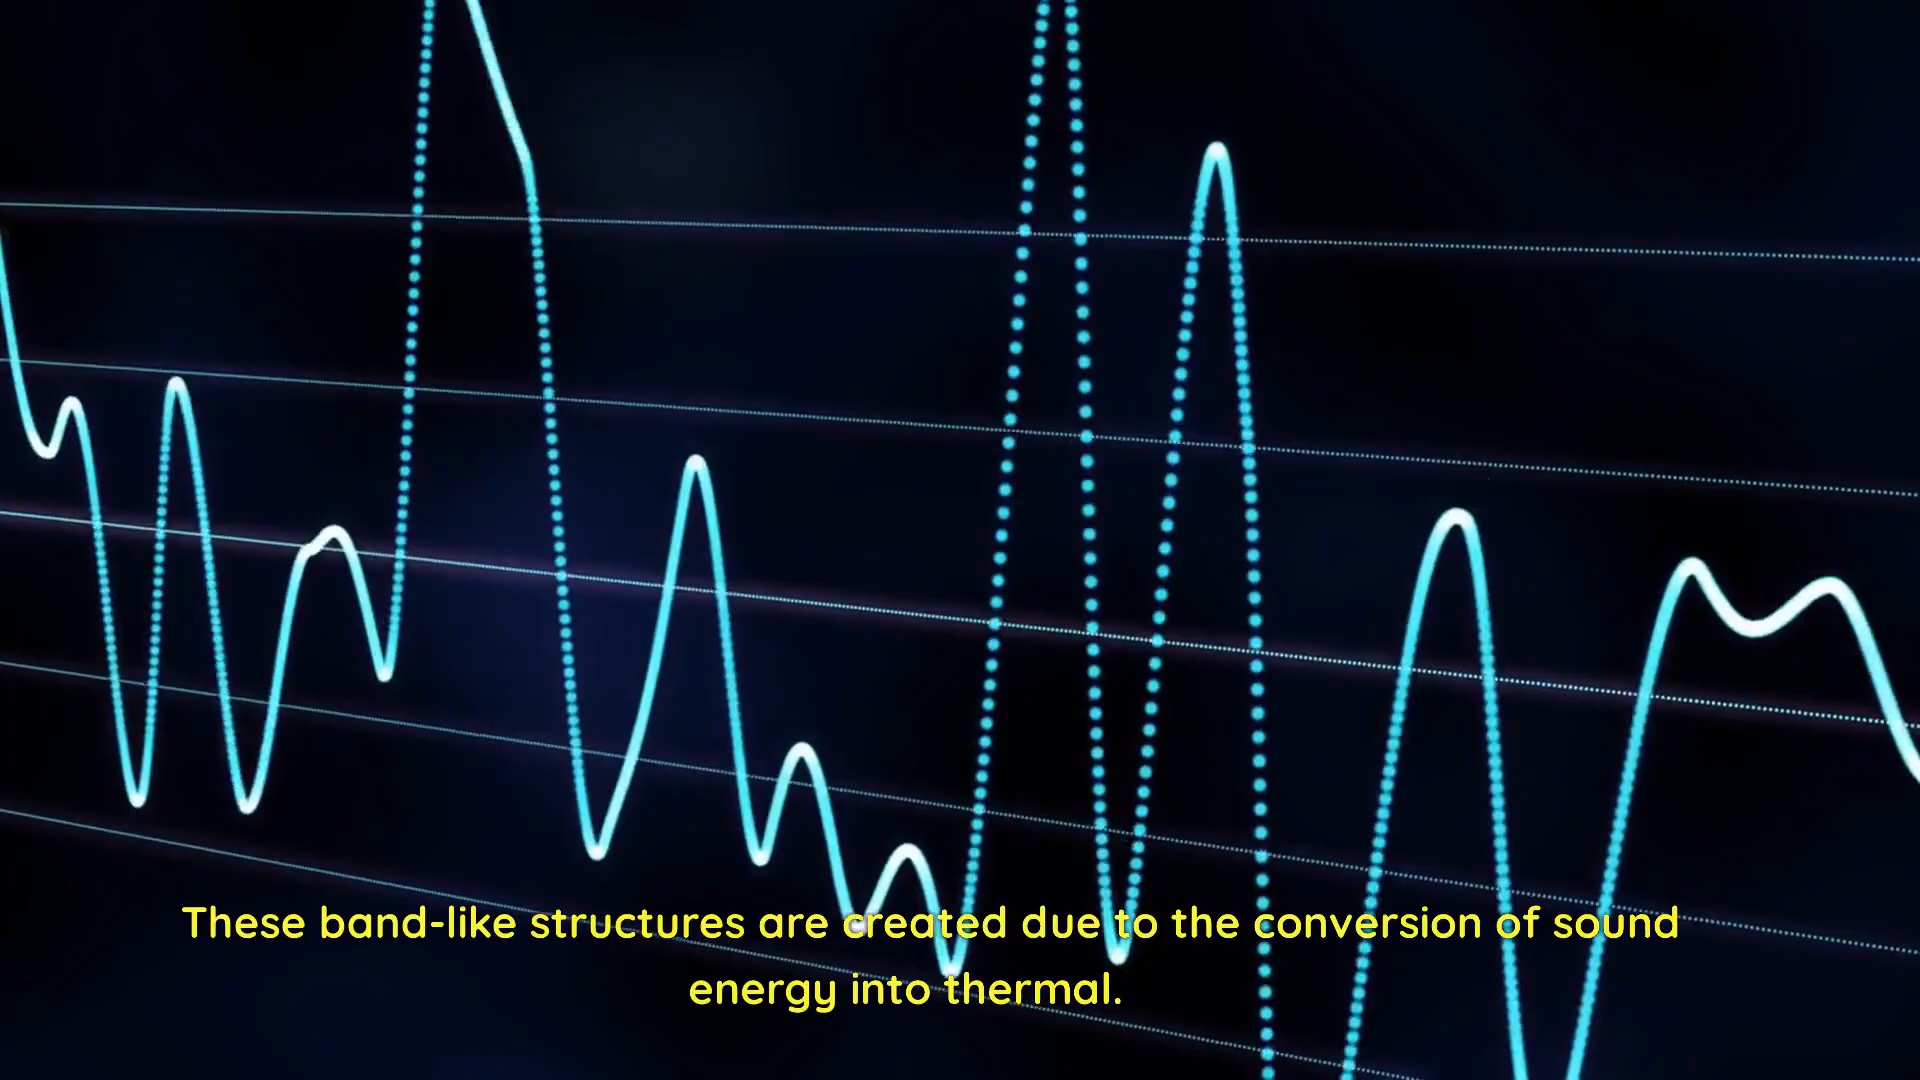 These band-like structures are created due to the conversion of sound
energy into thermal.